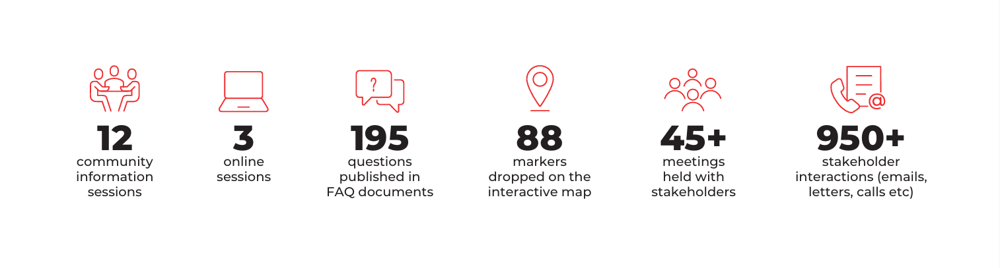 ?
@
12
community
information
sessions
3
online
sessions
195
questions
published in
FAQ documents
88
markers
dropped on the
interactive map
45+
meetings
held with
stakeholders
950+
stakeholder
interactions (emails,
letters, calls etc)